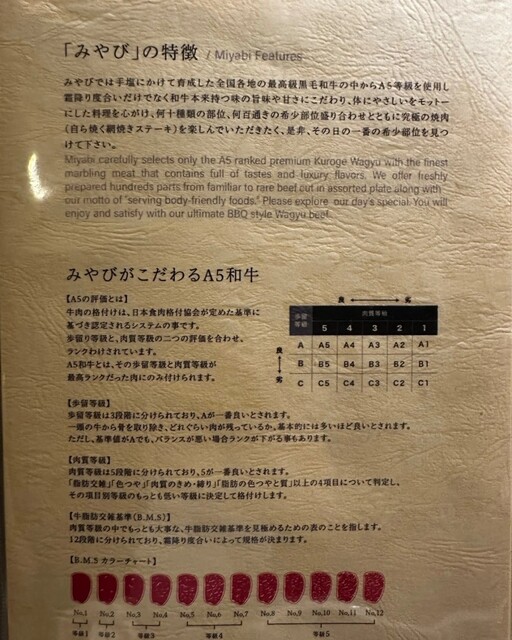 「みやび」の特徴 / Miyabi Features
みやびでは手塩にかけて育成した全国各地の最高級黒毛和牛の中からA5等級を使用し
霜降り度合いだけでなく和牛本来持つ味の旨味や甘さにこだわり、体にやさしいをモットー
にした料理を心がけ、何十種類の部位、何百通りの希少部位盛り合わせとともに究極の焼肉
(自ら焼く網焼きステーキ)を楽しんでいただきたく、是非、その日の一番の希少部位を見つ
けて下さい。
Miyabi carefully selects only the A5 ranked premium Kuroge Wagyu with the finest
marbling meat that contains full of tastes and luxury flavors. We offer freshly
prepared hundreds parts from familiar to rare beef out in assorted plate along with
our motto of "serving body-friendly foods." Please explore our day's special. You will
enjoy and satisfy with our ultimate BBQ style Wagyu beef.
みやびがこだわるA5和牛
【A5の評価とは】
牛肉の格付けは、日本食肉格付協会が定めた基準に
基づき認定されるシステムの事です。
歩留り等級と、肉質等級の二つの評価を合わせ、
ランクわけされています。
A5和牛とは、その歩留等級と肉質等級が
最高ランクだった肉にのみ付けられます。
良 劣
歩留等級 肉質等級
5 4 3 2 1
良
A A5 A4 A3 A2 A1
B B5 B4 B3 B2 B1
C C5 C4 C3 C2 C1
劣
【歩留等級】
歩留等級は3段階に分けられており、Aが一番良いとされます。
一頭の牛から骨を取り除き、どれぐらい肉が残っているか。基本的には多いほど良いとされます。
ただし、基準値がAでも、バランスが悪い場合ランクが下がる事もあります。
【肉質等級】
肉質等級は5段階に分けられており、5が一番良いとされます。
「脂肪交雑」「色つや」「肉質のきめ・締り」「脂肪の色つやと質」以上の4項目について判定し、
その項目別等級のもっとも低い等級に決定して格付けします。
【牛脂肪交雑基準(B.M.S)】
肉質等級の中でもっとも大事な、牛脂肪交雑基準を見極めるための表のことを指します。
12段階に分けられており、霜降り度合いによって規格が決まります。
【B.M.S カラーチャート】
No,1 No,2 No,3 No,4 No,5 No,6 No,7 No,8 No,9 No,10 No,11 No,12
等級1 等級2 等級3 等級4 等級5